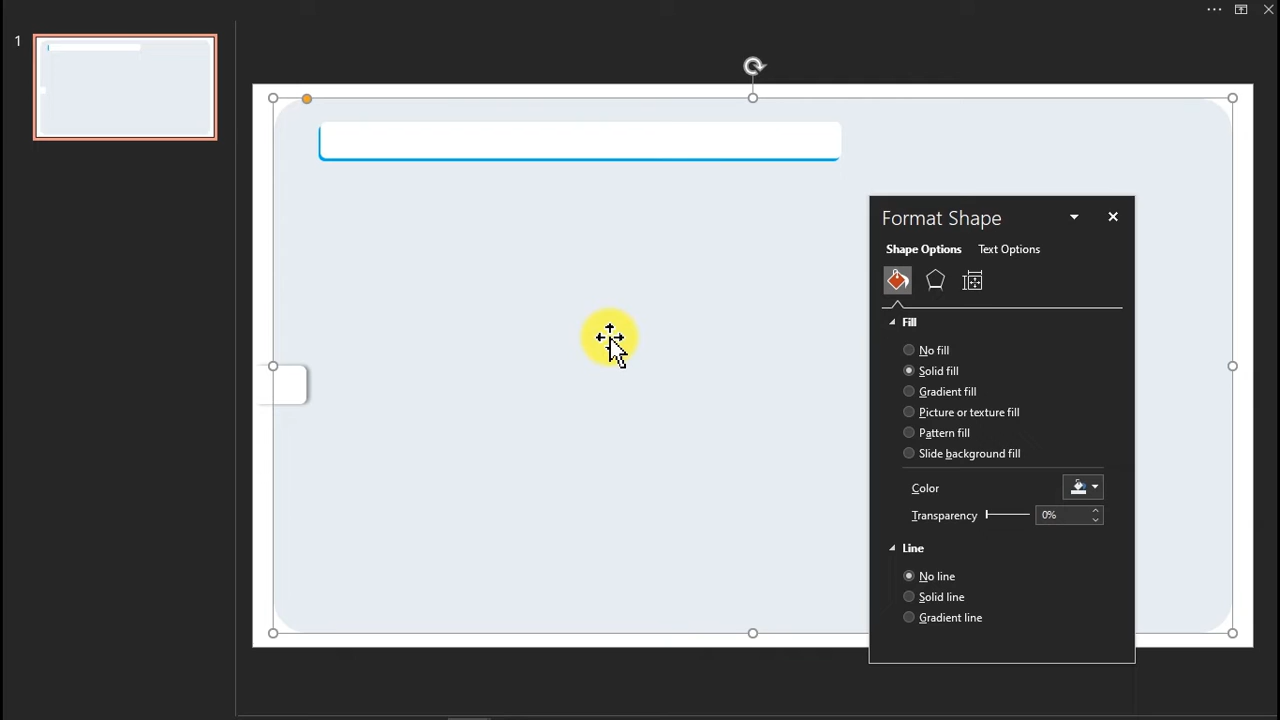 1
Format Shape
Shape Options Text Options
Fill
No fill
Solid fill
Gradient fill
Picture or texture fill
Pattern fill
Slide background fill
Color
Transparency 0%
Line
No line
Solid line
Gradient line